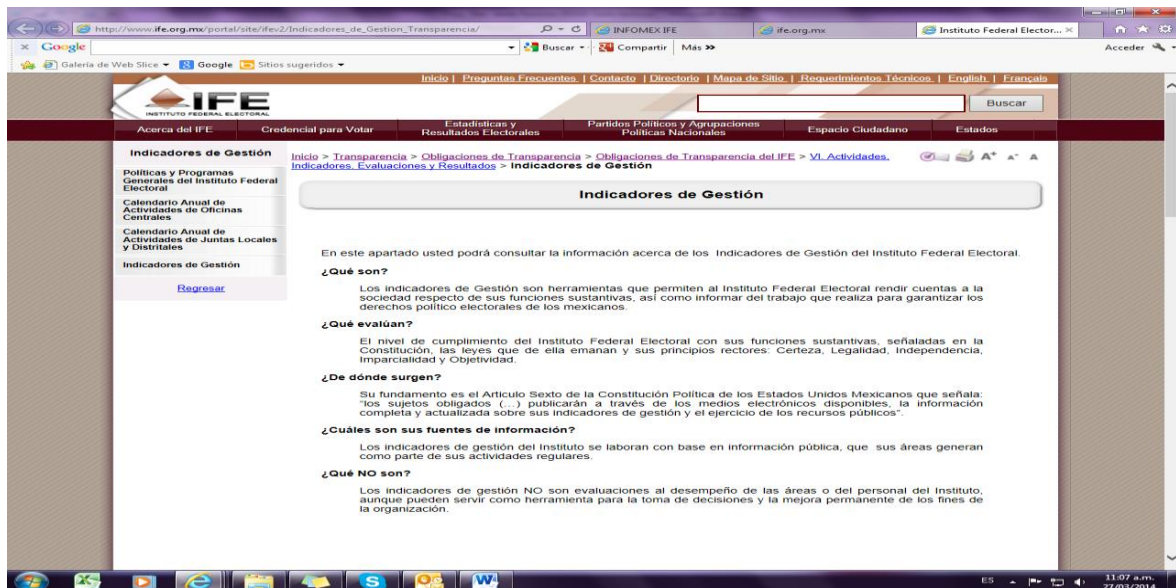 http://www.ife.org.mx/portal/site/ifev2/Indicadores_de_Gestion_Transparencia/
INFOMEX IFE
ife.org.mx
Instituto Federal Elector...
Google
Buscar
Compartir
Más »
Acceder
Galería de Web Slice
Google
Sitios sugeridos
Inicio | Preguntas Frecuentes | Contacto | Directorio | Mapa de Sitio | Requerimientos Técnicos | English | Français
IFE
INSTITUTO FEDERAL ELECTORAL
Buscar
Acerca del IFE
Credencial para Votar
Estadísticas y
Resultados Electorales
Partidos Políticos y Agrupaciones
Políticas Nacionales
Espacio Ciudadano
Estados
Indicadores de Gestión
Políticas y Programas
Generales del Instituto Federal
Electoral
Calendario Anual de
Actividades de Oficinas
Centrales
Calendario Anual de
Actividades de Juntas Locales
y Distritales
Indicadores de Gestión
Regresar
Inicio > Transparencia > Obligaciones de Transparencia > Obligaciones de Transparencia del IFE > VI. Actividades,
Indicadores, Evaluaciones y Resultados > Indicadores de Gestión
A+ A- A
Indicadores de Gestión
En este apartado usted podrá consultar la información acerca de los Indicadores de Gestión del Instituto Federal Electoral.
¿Qué son?
Los indicadores de Gestión son herramientas que permiten al Instituto Federal Electoral rendir cuentas a la
sociedad respecto de sus funciones sustantivas, así como informar del trabajo que realiza para garantizar los
derechos político electorales de los mexicanos.
¿Qué evalúan?
El nivel de cumplimiento del Instituto Federal Electoral con sus funciones sustantivas, señaladas en la
Constitución, las leyes que de ella emanan y sus principios rectores: Certeza, Legalidad, Independencia,
Imparcialidad y Objetividad.
¿De dónde surgen?
Su fundamento es el Articulo Sexto de la Constitución Política de los Estados Unidos Mexicanos que señala:
"los sujetos obligados (...) publicarán a través de los medios electrónicos disponibles, la información
completa y actualizada sobre sus indicadores de gestión y el ejercicio de los recursos públicos".
¿Cuáles son sus fuentes de información?
Los indicadores de gestión del Instituto se laboran con base en información pública, que sus áreas generan
como parte de sus actividades regulares.
¿Qué NO son?
Los indicadores de gestión NO son evaluaciones al desempeño de las áreas o del personal del Instituto,
aunque pueden servir como herramienta para la toma de decisiones y la mejora permanente de los fines de
la organización.
ES
11:07 a.m.
27/03/2014